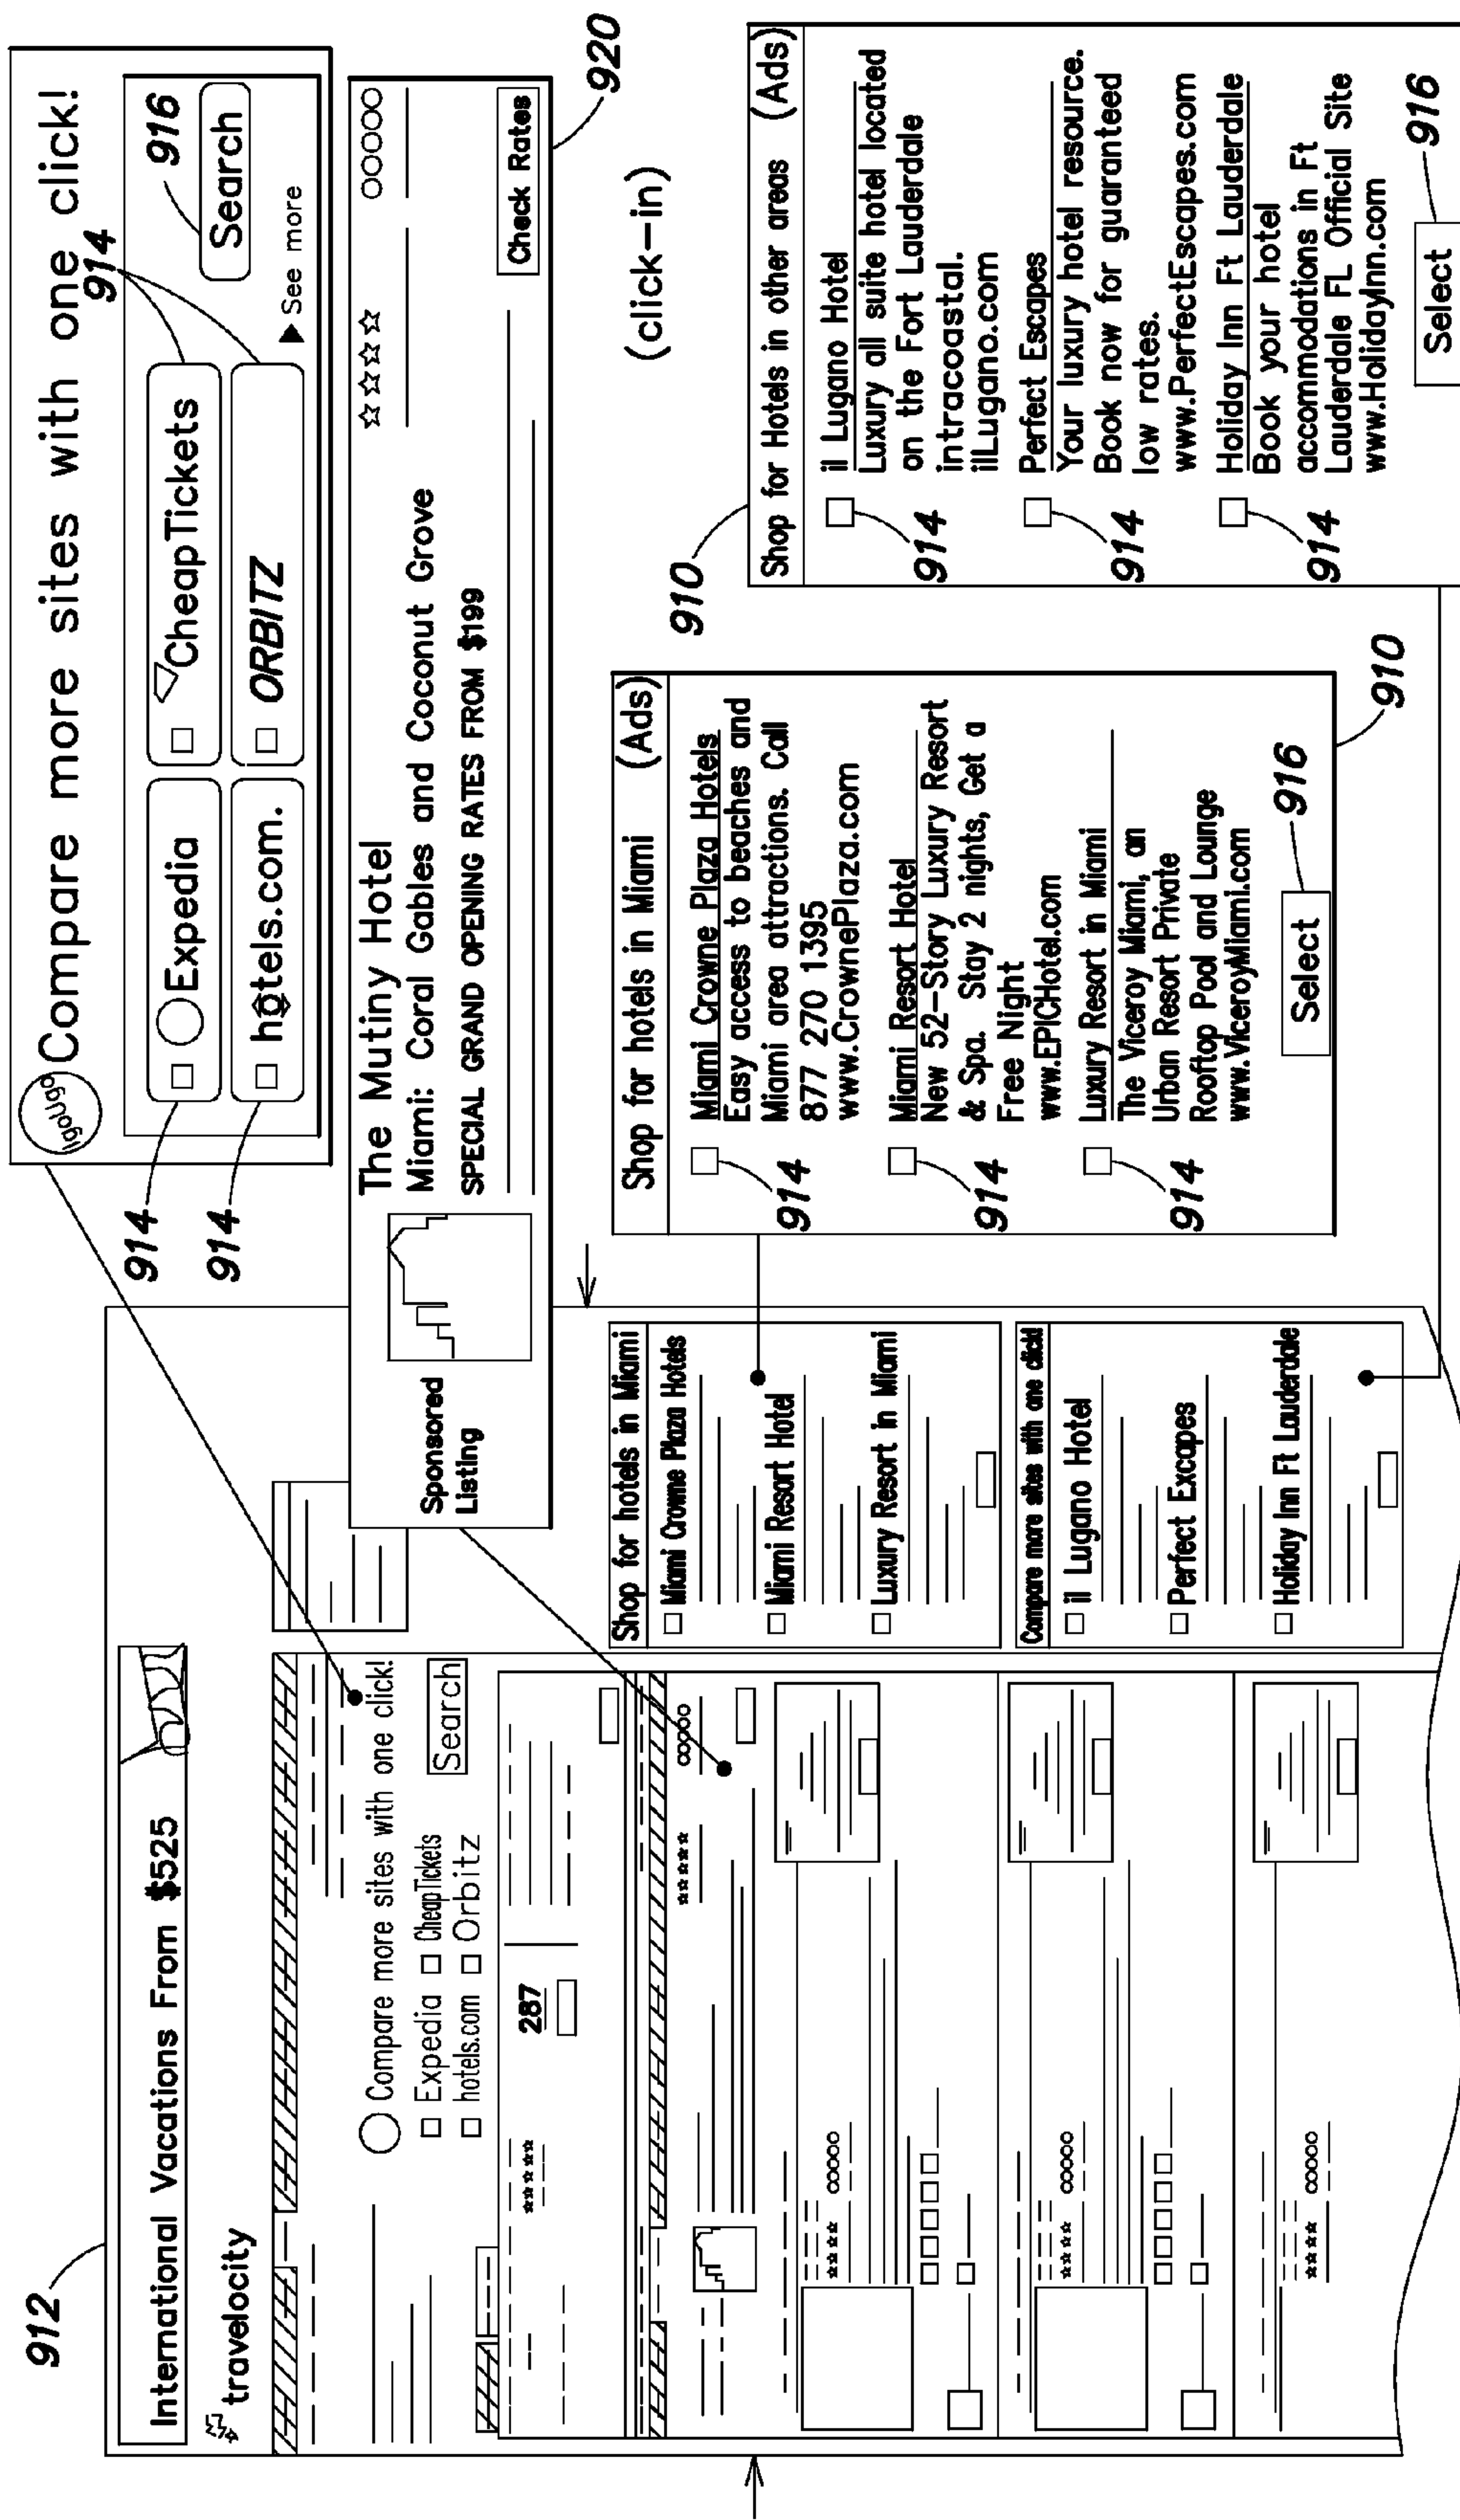 912
International Vacations From $525
travelocity
Compare more sites with one click!
Expedia
CheapTickets
hotels.com
Orbitz
Search
287
igougo
Compare more sites with one click!
914
914
914
Expedia
CheapTickets
hotels.com.
ORBITZ
916
Search
See more
Sponsored
Listing
The Mutiny Hotel
Miami: Coral Gables and Coconut Grove
SPECIAL GRAND OPENING RATES FROM $199
Check Rates
920
(click-in)
Shop for hotels in Miami
Miami Crowne Plaza Hotels
Miami Resort Hotel
Luxury Resort in Miami
Compare more sites with one click!
il Lugano Hotel
Perfect Excapes
Holiday Inn Ft Lauderdale
Shop for hotels in Miami (Ads)
Miami Crowne Plaza Hotels
Easy access to beaches and
Miami area attractions. Call
877 270 1395
www.CrownePlaza.com
914
Miami Resort Hotel
New 52-Story Luxury Resort
& Spa. Stay 2 nights, Get a
Free Night
www.EPICHotel.com
914
Luxury Resort in Miami
The Viceroy Miami, an
Urban Resort Private
Rooftop Pool and Lounge
www.ViceroyMiami.com
914
Select
916
910
910
Shop for Hotels in other areas (Ads)
il Lugano Hotel
Luxury all suite hotel located
on the Fort Lauderdale
intracoastal.
ilLugano.com
914
Perfect Escapes
Your luxury hotel resource.
Book now for guaranteed
low rates.
www.PerfectEscapes.com
914
Holiday Inn Ft Lauderdale
Book your hotel
accommodations in Ft
Lauderdale FL Official Site
www.HolidayInn.com
914
Select
916